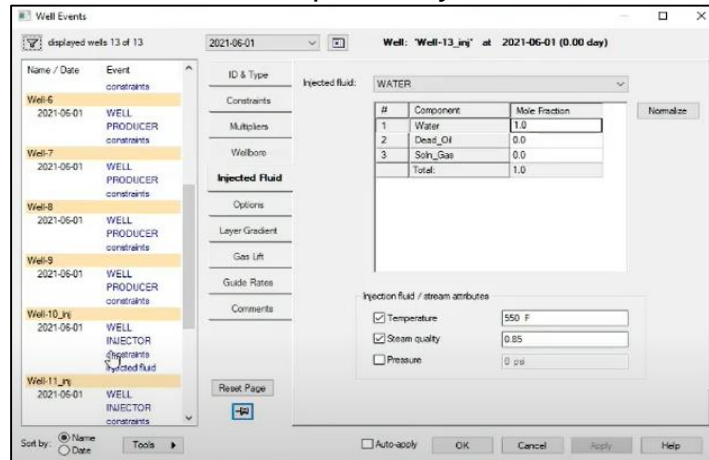 Well Events
displayed wells 13 of 13
2021-06-01
Well: 'Well-13_inj' at 2021-06-01 (0.00 day)
Name / Date Event
constraints
Well-6
2021-06-01 WELL
PRODUCER
constraints
Well-7
2021-06-01 WELL
PRODUCER
constraints
Well-8
2021-06-01 WELL
PRODUCER
constraints
Well-9
2021-06-01 WELL
PRODUCER
constraints
Well-10_inj
2021-06-01 WELL
INJECTOR
constraints
injected fluid
Well-11_inj
2021-06-01 WELL
INJECTOR
constraints
Sort by: Name
Date
Tools
ID & Type
Constraints
Multipliers
Wellbore
Injected Fluid
Options
Layer Gradient
Gas Lift
Guide Rates
Comments
Reset Page
Injected fluid: WATER
# Component Mole Fraction
1 Water 1.0
2 Dead_Oil 0.0
3 Soln_Gas 0.0
Total: 1.0
Normalize
Injection fluid / stream attributes
Temperature 550 F
Steam quality 0.85
Pressure 0 psi
Auto-apply OK Cancel Apply Help